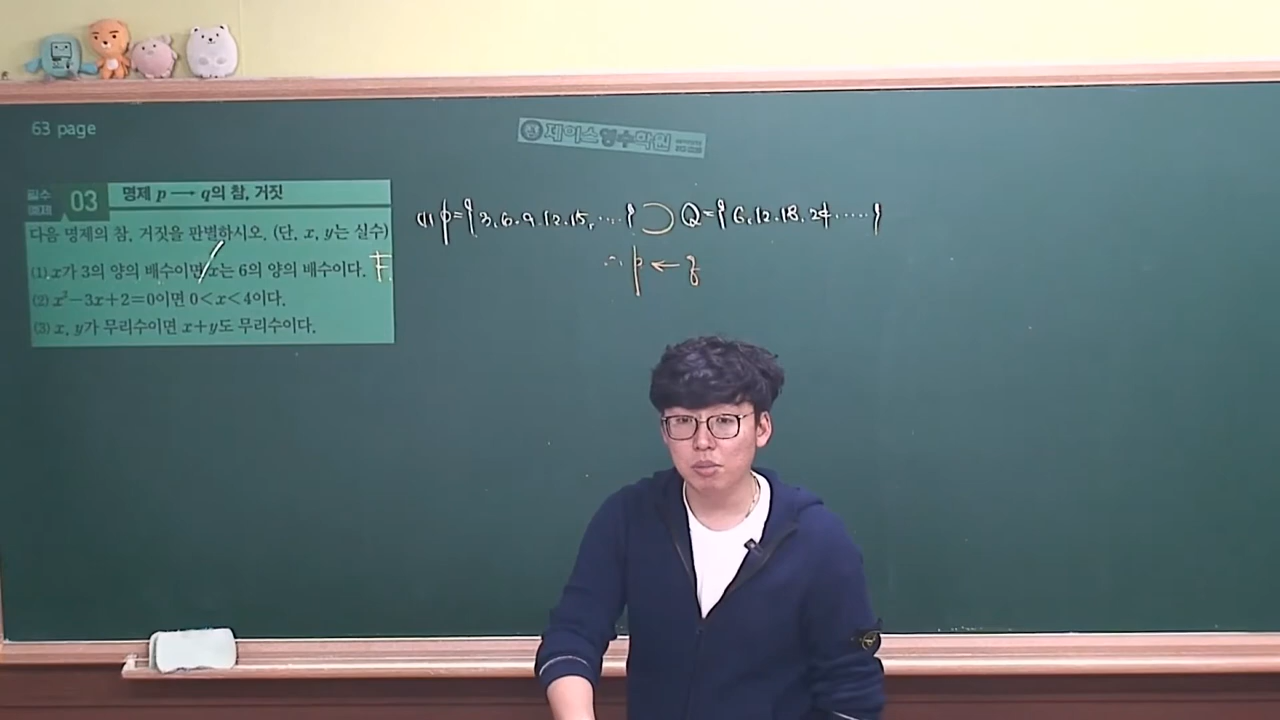 63 page
제이스영수학원
필수
예제 03 명제 p → q의 참, 거짓
다음 명제의 참, 거짓을 판별하시오. (단, x, y는 실수)
(1) x가 3의 양의 배수이면 x는 6의 양의 배수이다. F
(2) x²-3x+2=0이면 0<x<4이다.
(3) x, y가 무리수이면 x+y도 무리수이다.
(1) P={3, 6, 9, 12, 15, ...} ⊃ Q={6, 12, 18, 24 .....}
∴ p ← q